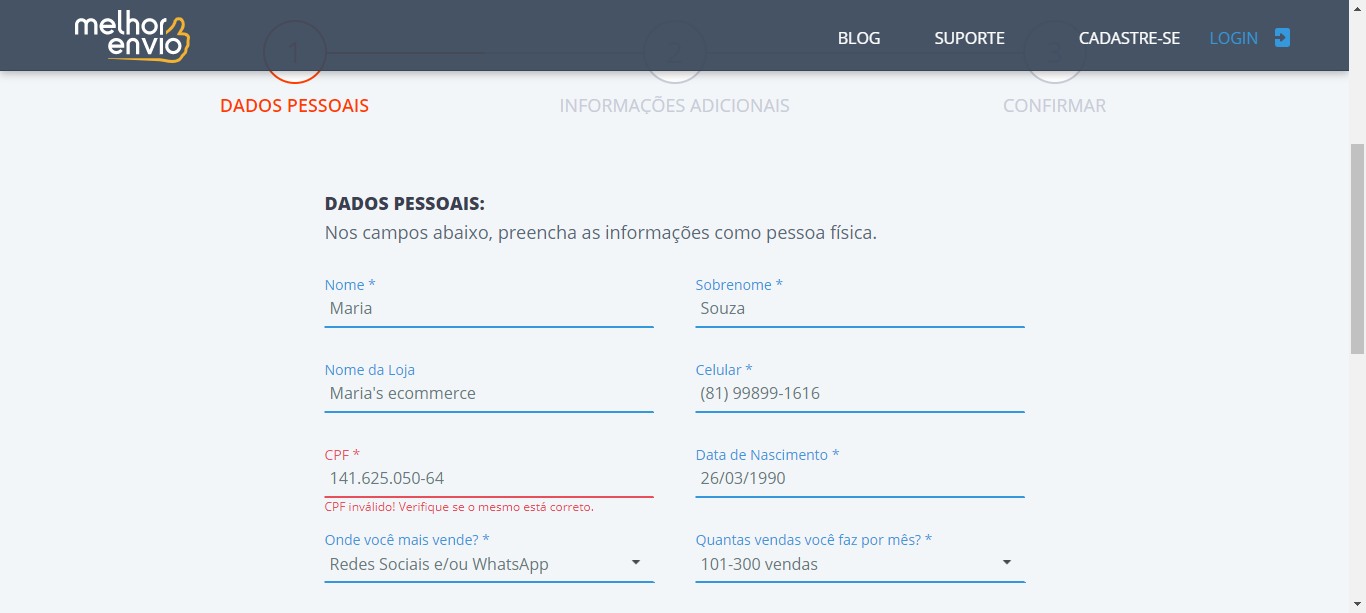 melhor envio
BLOG SUPORTE CADASTRE-SE LOGIN
1 2 3
DADOS PESSOAIS INFORMAÇÕES ADICIONAIS CONFIRMAR
DADOS PESSOAIS:
Nos campos abaixo, preencha as informações como pessoa física.
Nome * Sobrenome *
Maria Souza
Nome da Loja Celular *
Maria's ecommerce (81) 99899-1616
CPF * Data de Nascimento *
141.625.050-64 26/03/1990
CPF inválido! Verifique se o mesmo está correto.
Onde você mais vende? * Quantas vendas você faz por mês? *
Redes Sociais e/ou WhatsApp 101-300 vendas